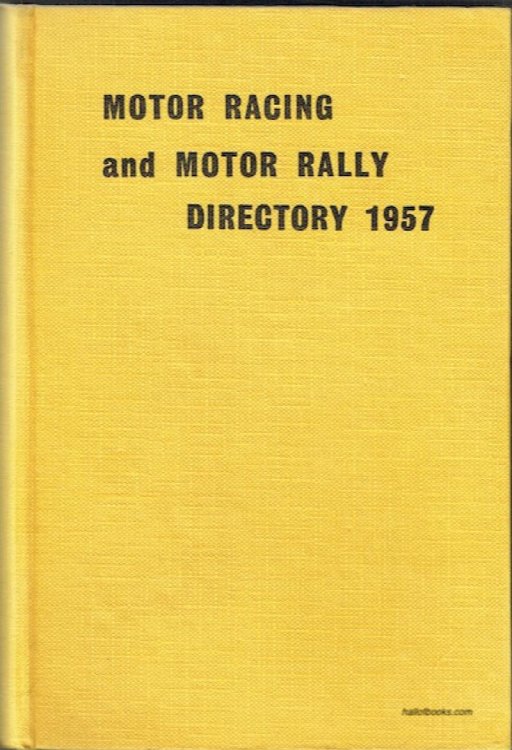 MOTOR RACING
and MOTOR RALLY
DIRECTORY 1957
hallofbooks.com